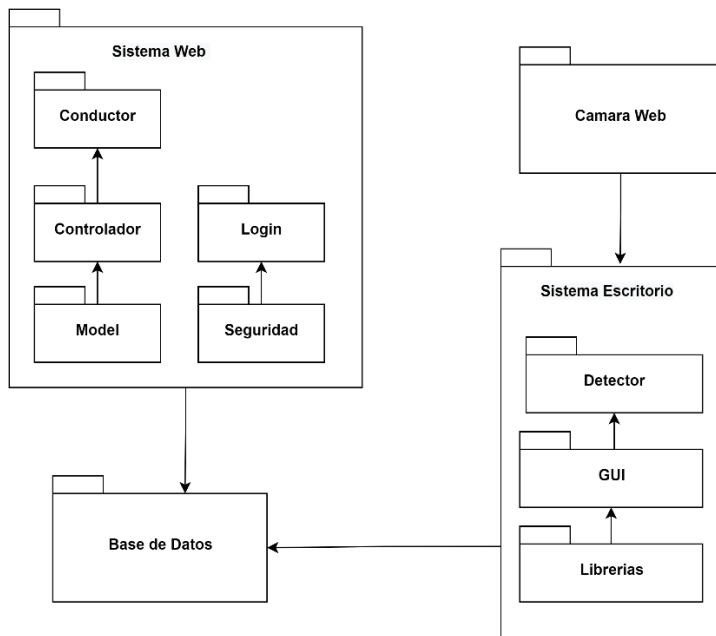 Sistema Web
Conductor
Controlador
Login
Model
Seguridad
Camara Web
Sistema Escritorio
Detector
GUI
Librerias
Base de Datos